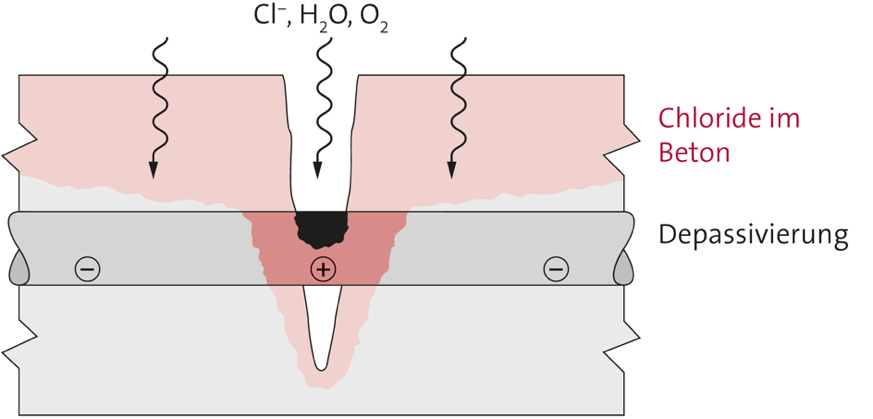 Cl⁻, H₂O, O₂
Chloride im
Beton
Depassivierung
− + −